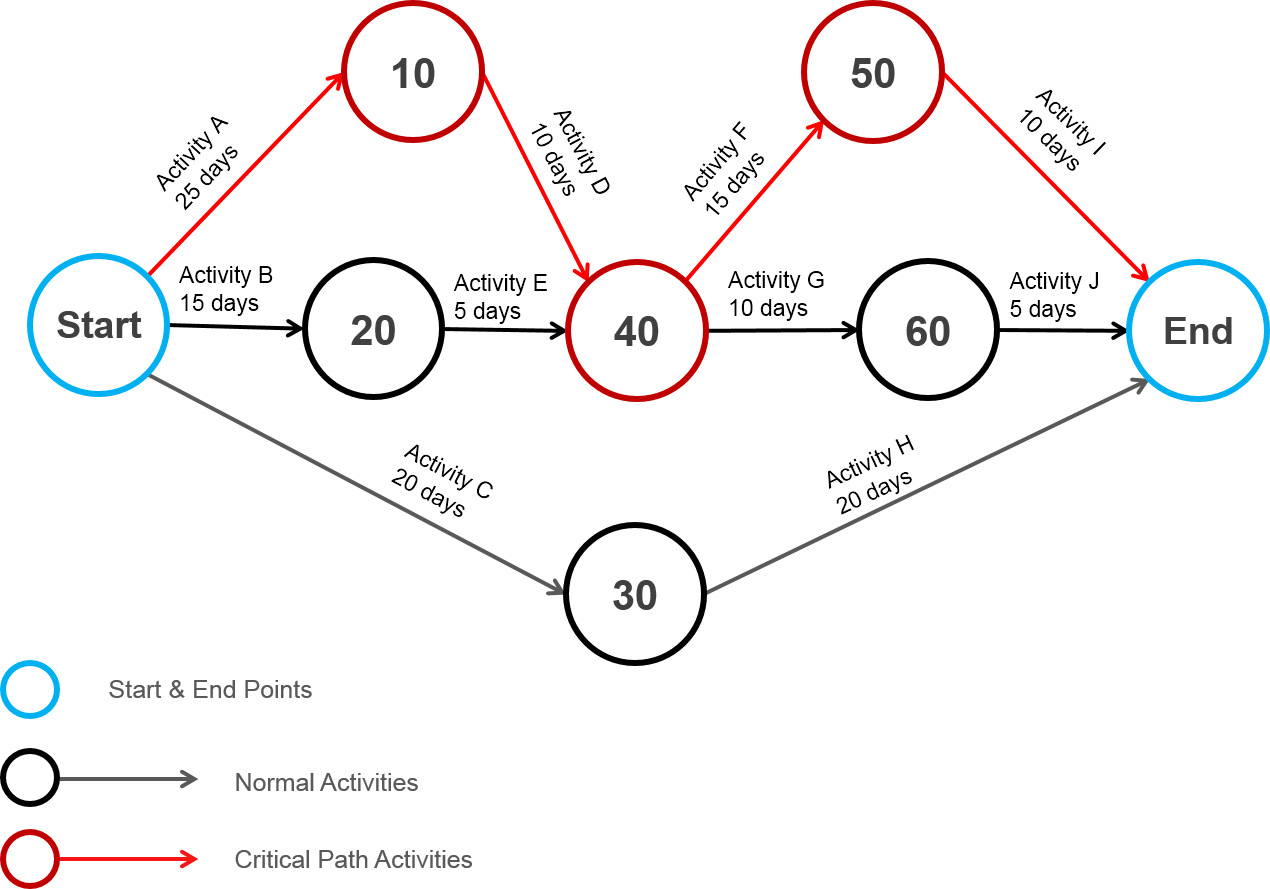 10
50
Activity A
25 days
Activity D
10 days
Activity F
15 days
Activity I
10 days
Start
Activity B
15 days
20
Activity E
5 days
40
Activity G
10 days
60
Activity J
5 days
End
Activity C
20 days
30
Activity H
20 days
Start & End Points
Normal Activities
Critical Path Activities